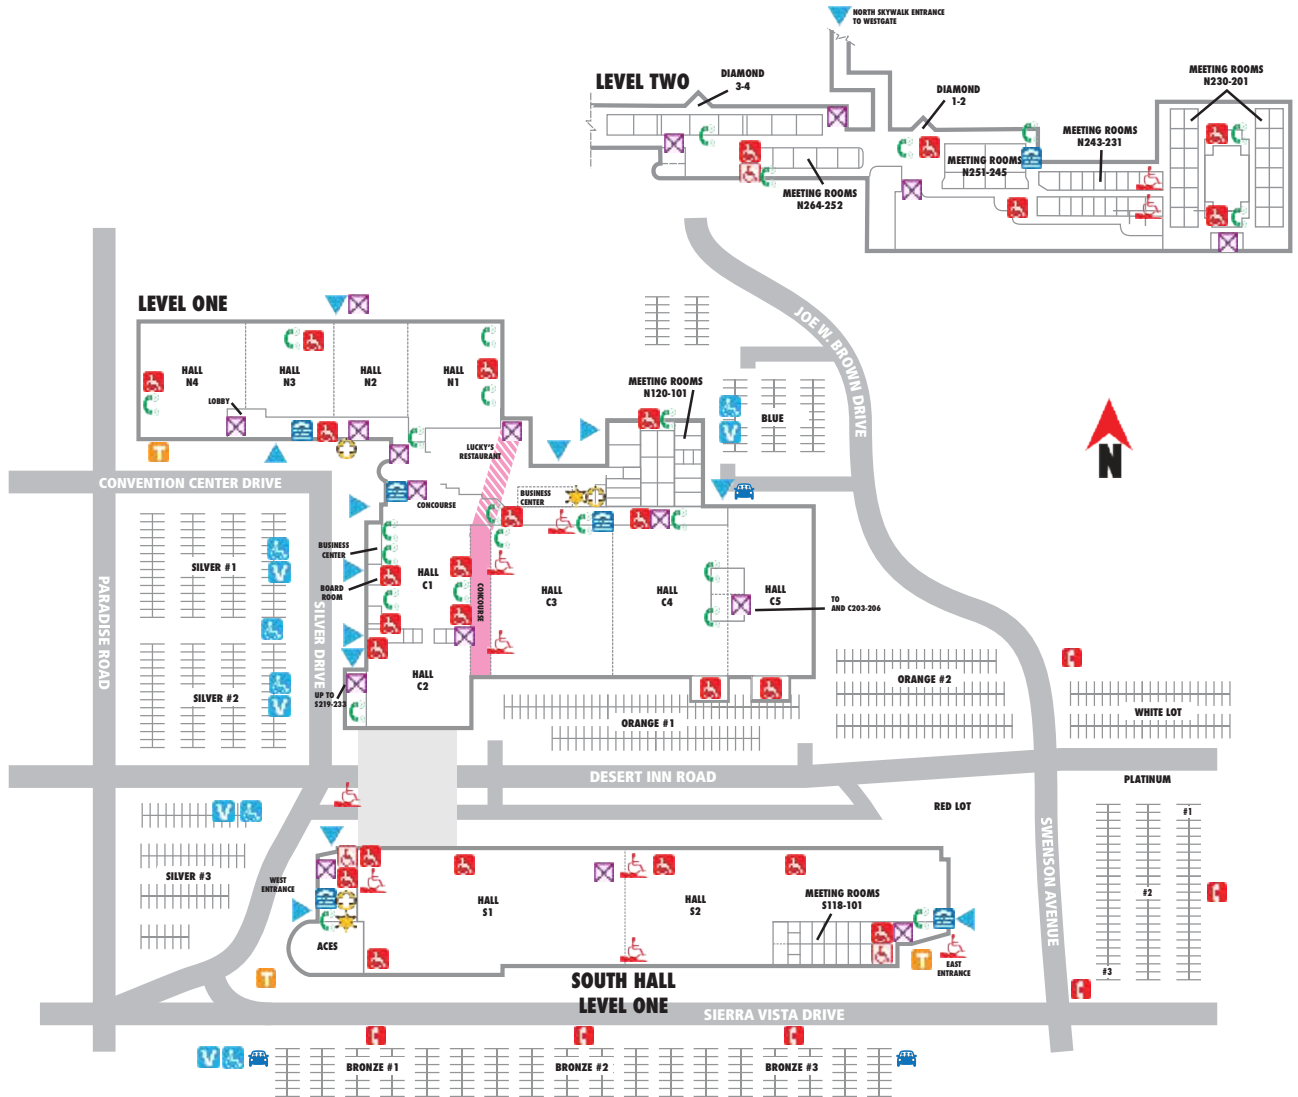 NORTH SKYWALK ENTRANCE
TO WESTGATE
LEVEL TWO
DIAMOND
3-4
DIAMOND
1-2
MEETING ROOMS
N230-201
MEETING ROOMS
N243-231
MEETING ROOMS
N251-245
MEETING ROOMS
N264-252
LEVEL ONE
JOE W. BROWN DRIVE
HALL
N4
HALL
N3
HALL
N2
HALL
N1
LOBBY
MEETING ROOMS
N120-101
BLUE
LUCKY'S
RESTAURANT
T
CONVENTION CENTER DRIVE
N
BUSINESS
CENTER
CONCOURSE
V
SILVER #1
V
BUSINESS
CENTER
BOARD
ROOM
HALL
C1
CONCOURSE
HALL
C3
HALL
C4
HALL
C5
TO
AND C203-206
PARADISE ROAD
SILVER DRIVE
SILVER #2
V
UP TO
S219-233
HALL
C2
ORANGE #2
ORANGE #1
WHITE LOT
DESERT INN ROAD
PLATINUM
RED LOT
#1
#2
#3
SWENSON AVENUE
V
SILVER #3
WEST
ENTRANCE
HALL
S1
HALL
S2
MEETING ROOMS
S118-101
ACES
T
EAST
ENTRANCE
T
SOUTH HALL
LEVEL ONE
SIERRA VISTA DRIVE
V
BRONZE #1
BRONZE #2
BRONZE #3